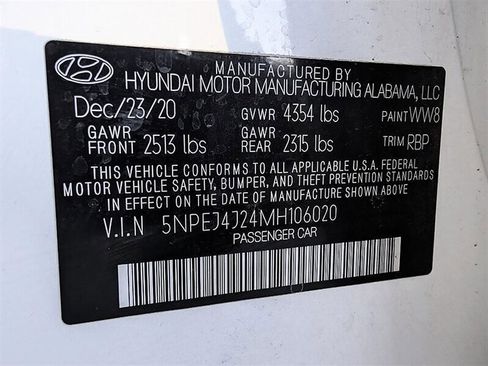 MANUFACTURED BY
HYUNDAI MOTOR MANUFACTURING ALABAMA, LLC
Dec/23/20 GVWR 4354 lbs PAINT WW8
GAWR FRONT 2513 lbs GAWR REAR 2315 lbs TRIM RBP
THIS VEHICLE CONFORMS TO ALL APPLICABLE U.S.A. FEDERAL
MOTOR VEHICLE SAFETY, BUMPER, AND THEFT PREVENTION STANDARDS
IN EFFECT ON THE DATE OF MANUFACTURE SHOWN ABOVE.
V.I.N 5NPEJ4J24MH106020
PASSENGER CAR